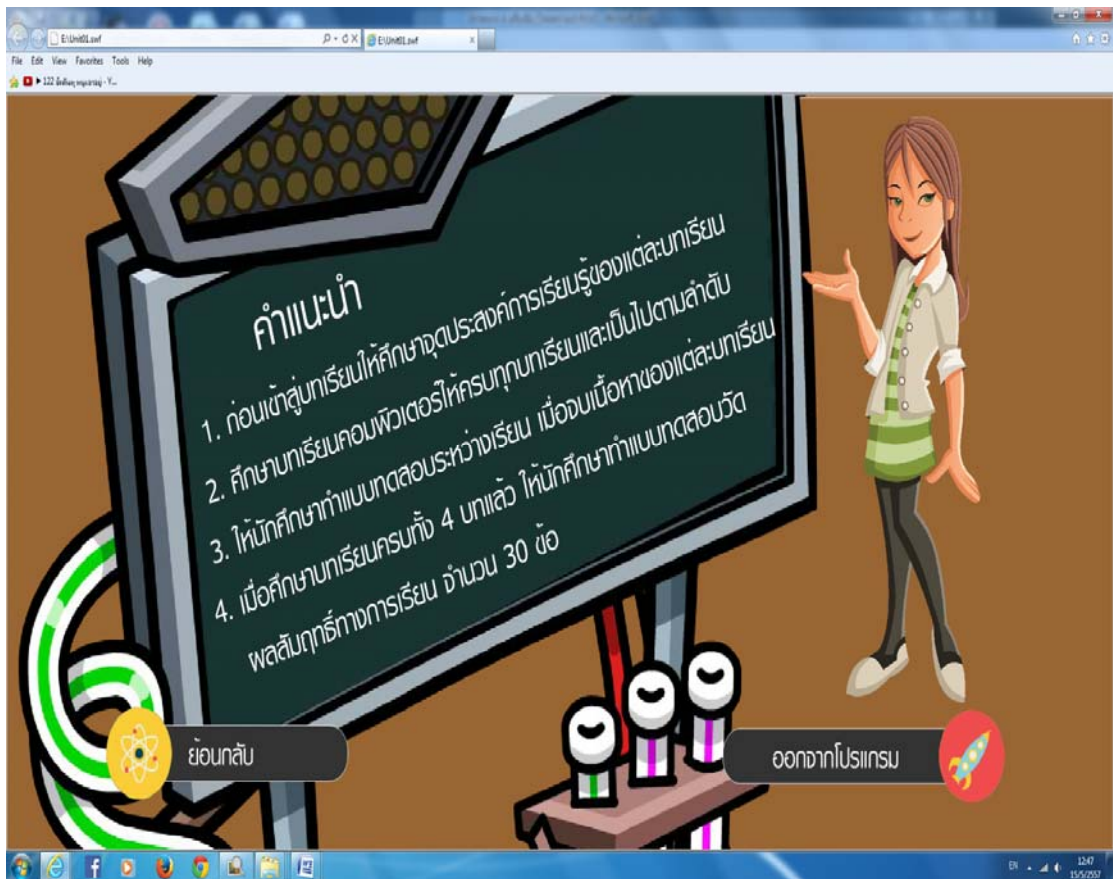 E:\Unit01.swf
E:\Unit01.swf
File Edit View Favorites Tools Help
คำแนะนำ
1. ก่อนเข้าสู่บทเรียนให้ศึกษาจุดประสงค์การเรียนรู้ของแต่ละบทเรียน
2. ศึกษาบทเรียนคอมพิวเตอร์ให้ครบทุกบทเรียนและเป็นไปตามลำดับ
3. ให้นักศึกษาทำแบบทดสอบระหว่างเรียน เมื่อจบเนื้อหาของแต่ละบทเรียน
4. เมื่อศึกษาบทเรียนครบทั้ง 4 บทแล้ว ให้นักศึกษาทำแบบทดสอบวัด
ผลสัมฤทธิ์ทางการเรียน จำนวน 30 ข้อ
ย้อนกลับ
ออกจากโปรแกรม
EN
12:47
15/5/2557